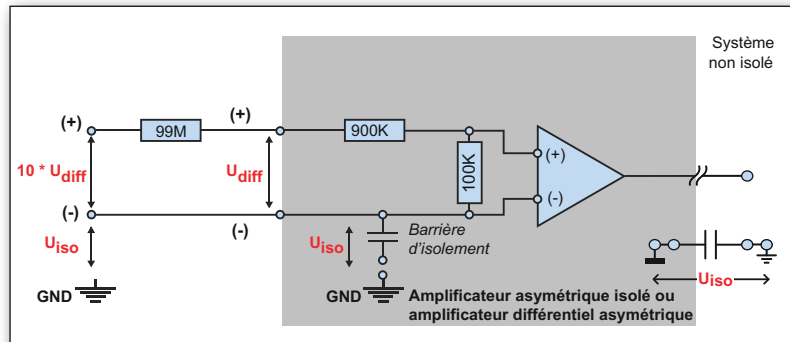 Système
non isolé
(+)
99M
(+)
900K
100K
(+)
(-)
10 * Udiff
Udiff
(-)
(-)
Uiso
Uiso
Barrière
d'isolement
GND
GND
Amplificateur asymétrique isolé ou
amplificateur différentiel asymétrique
Uiso